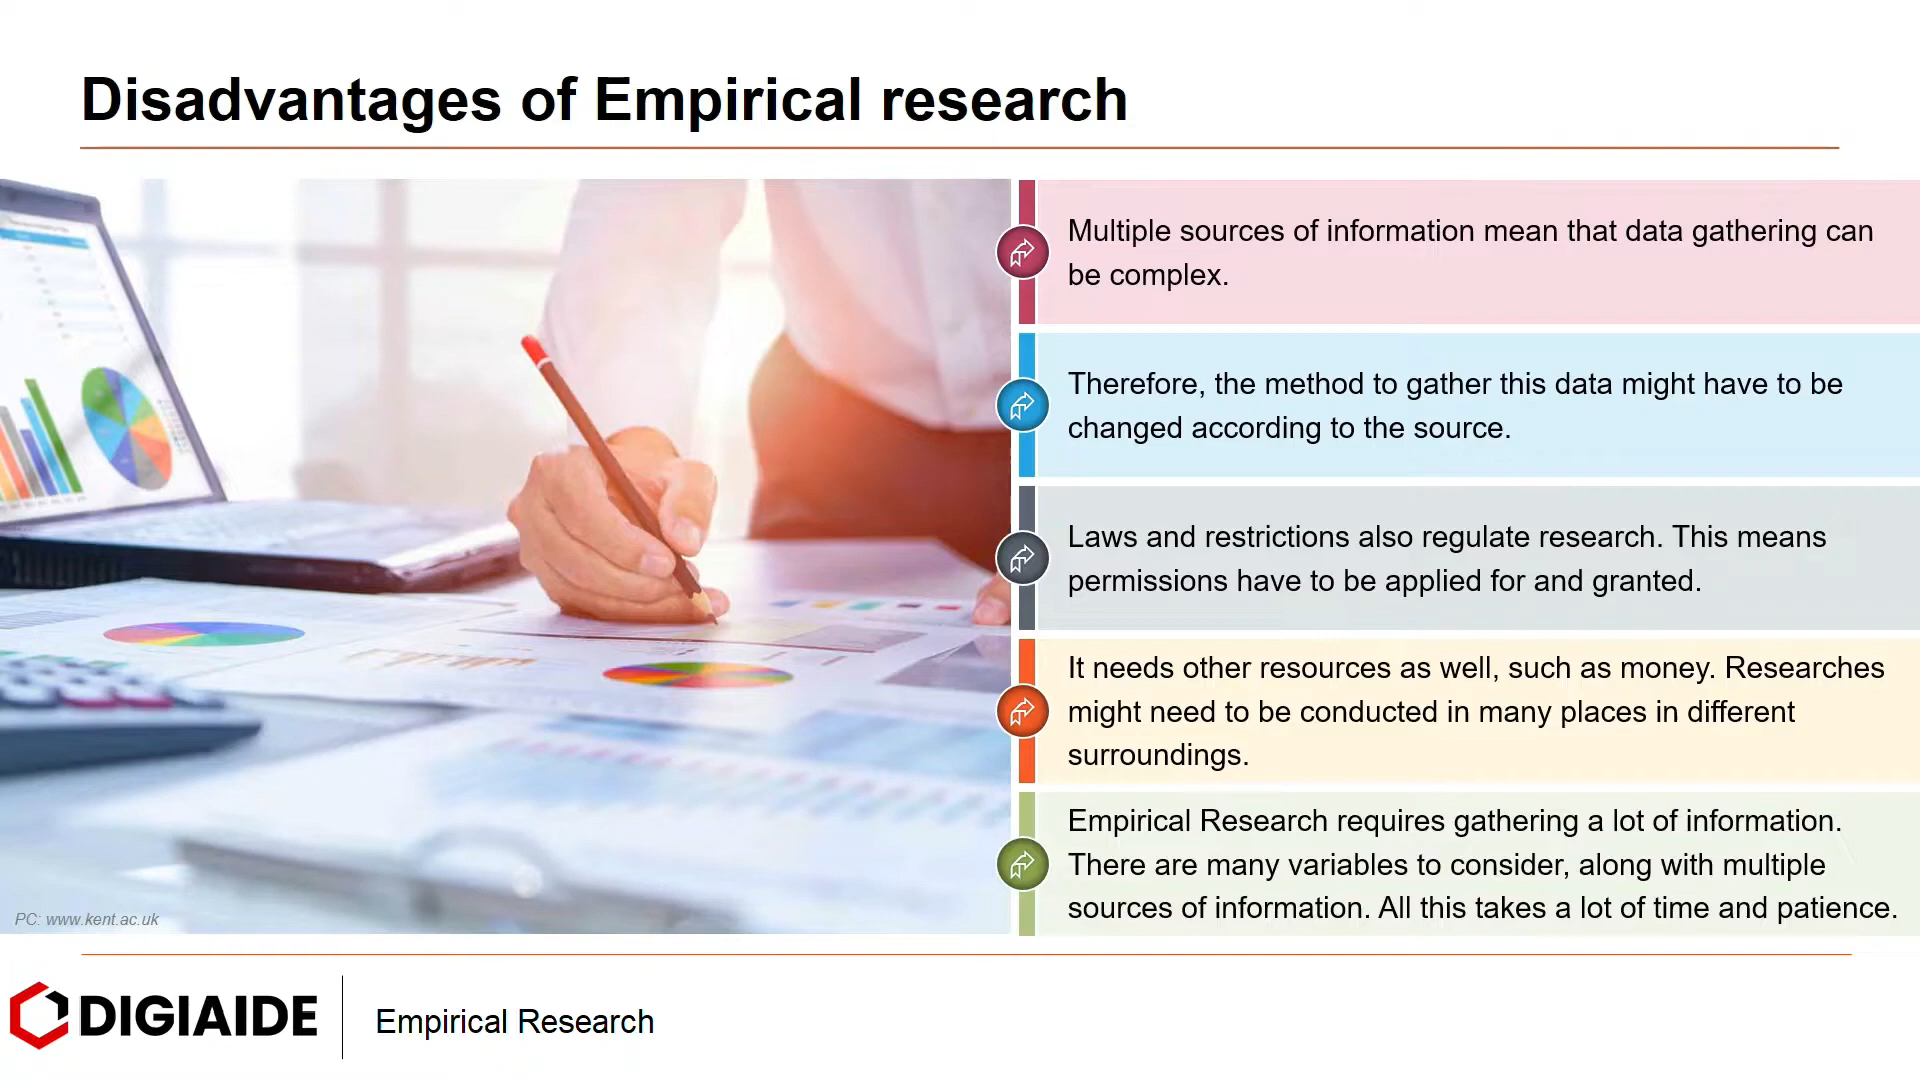 Disadvantages of Empirical research
Multiple sources of information mean that data gathering can
be complex.
Therefore, the method to gather this data might have to be
changed according to the source.
Laws and restrictions also regulate research. This means
permissions have to be applied for and granted.
It needs other resources as well, such as money. Researches
might need to be conducted in many places in different
surroundings.
Empirical Research requires gathering a lot of information.
There are many variables to consider, along with multiple
sources of information. All this takes a lot of time and patience.
PC: www.kent.ac.uk
DIGIAIDE
Empirical Research